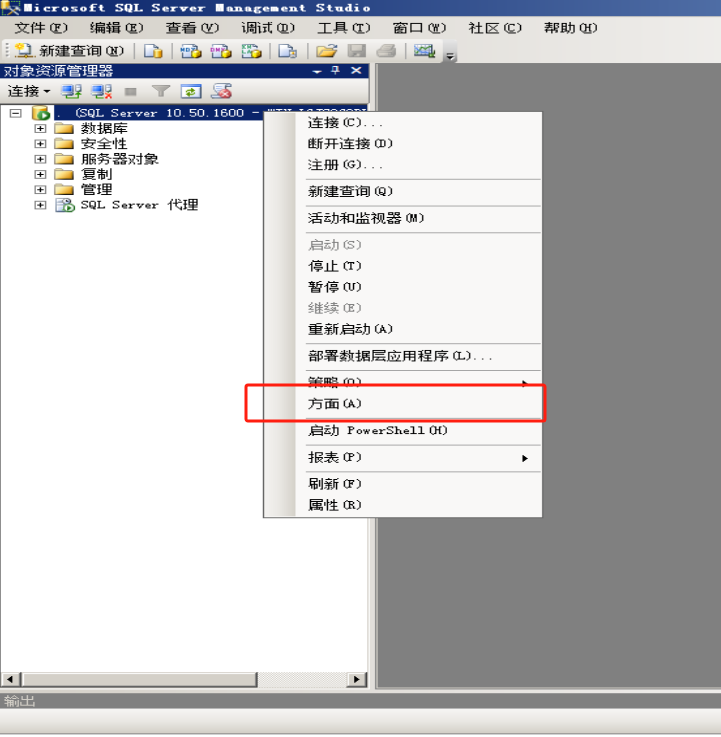 Microsoft SQL Server Management Studio
文件(F) 编辑(E) 查看(V) 调试(D) 工具(T) 窗口(W) 社区(C) 帮助(H)
新建查询(N)
对象资源管理器
连接
. (SQL Server 10.50.1600 -
数据库
安全性
服务器对象
复制
管理
SQL Server 代理
连接(C)...
断开连接(D)
注册(G)...
新建查询(Q)
活动和监视器(M)
启动(S)
停止(T)
暂停(U)
继续(E)
重新启动(A)
部署数据层应用程序(L)...
策略(O)
方面(A)
启动 PowerShell(H)
报表(P)
刷新(F)
属性(R)
输出